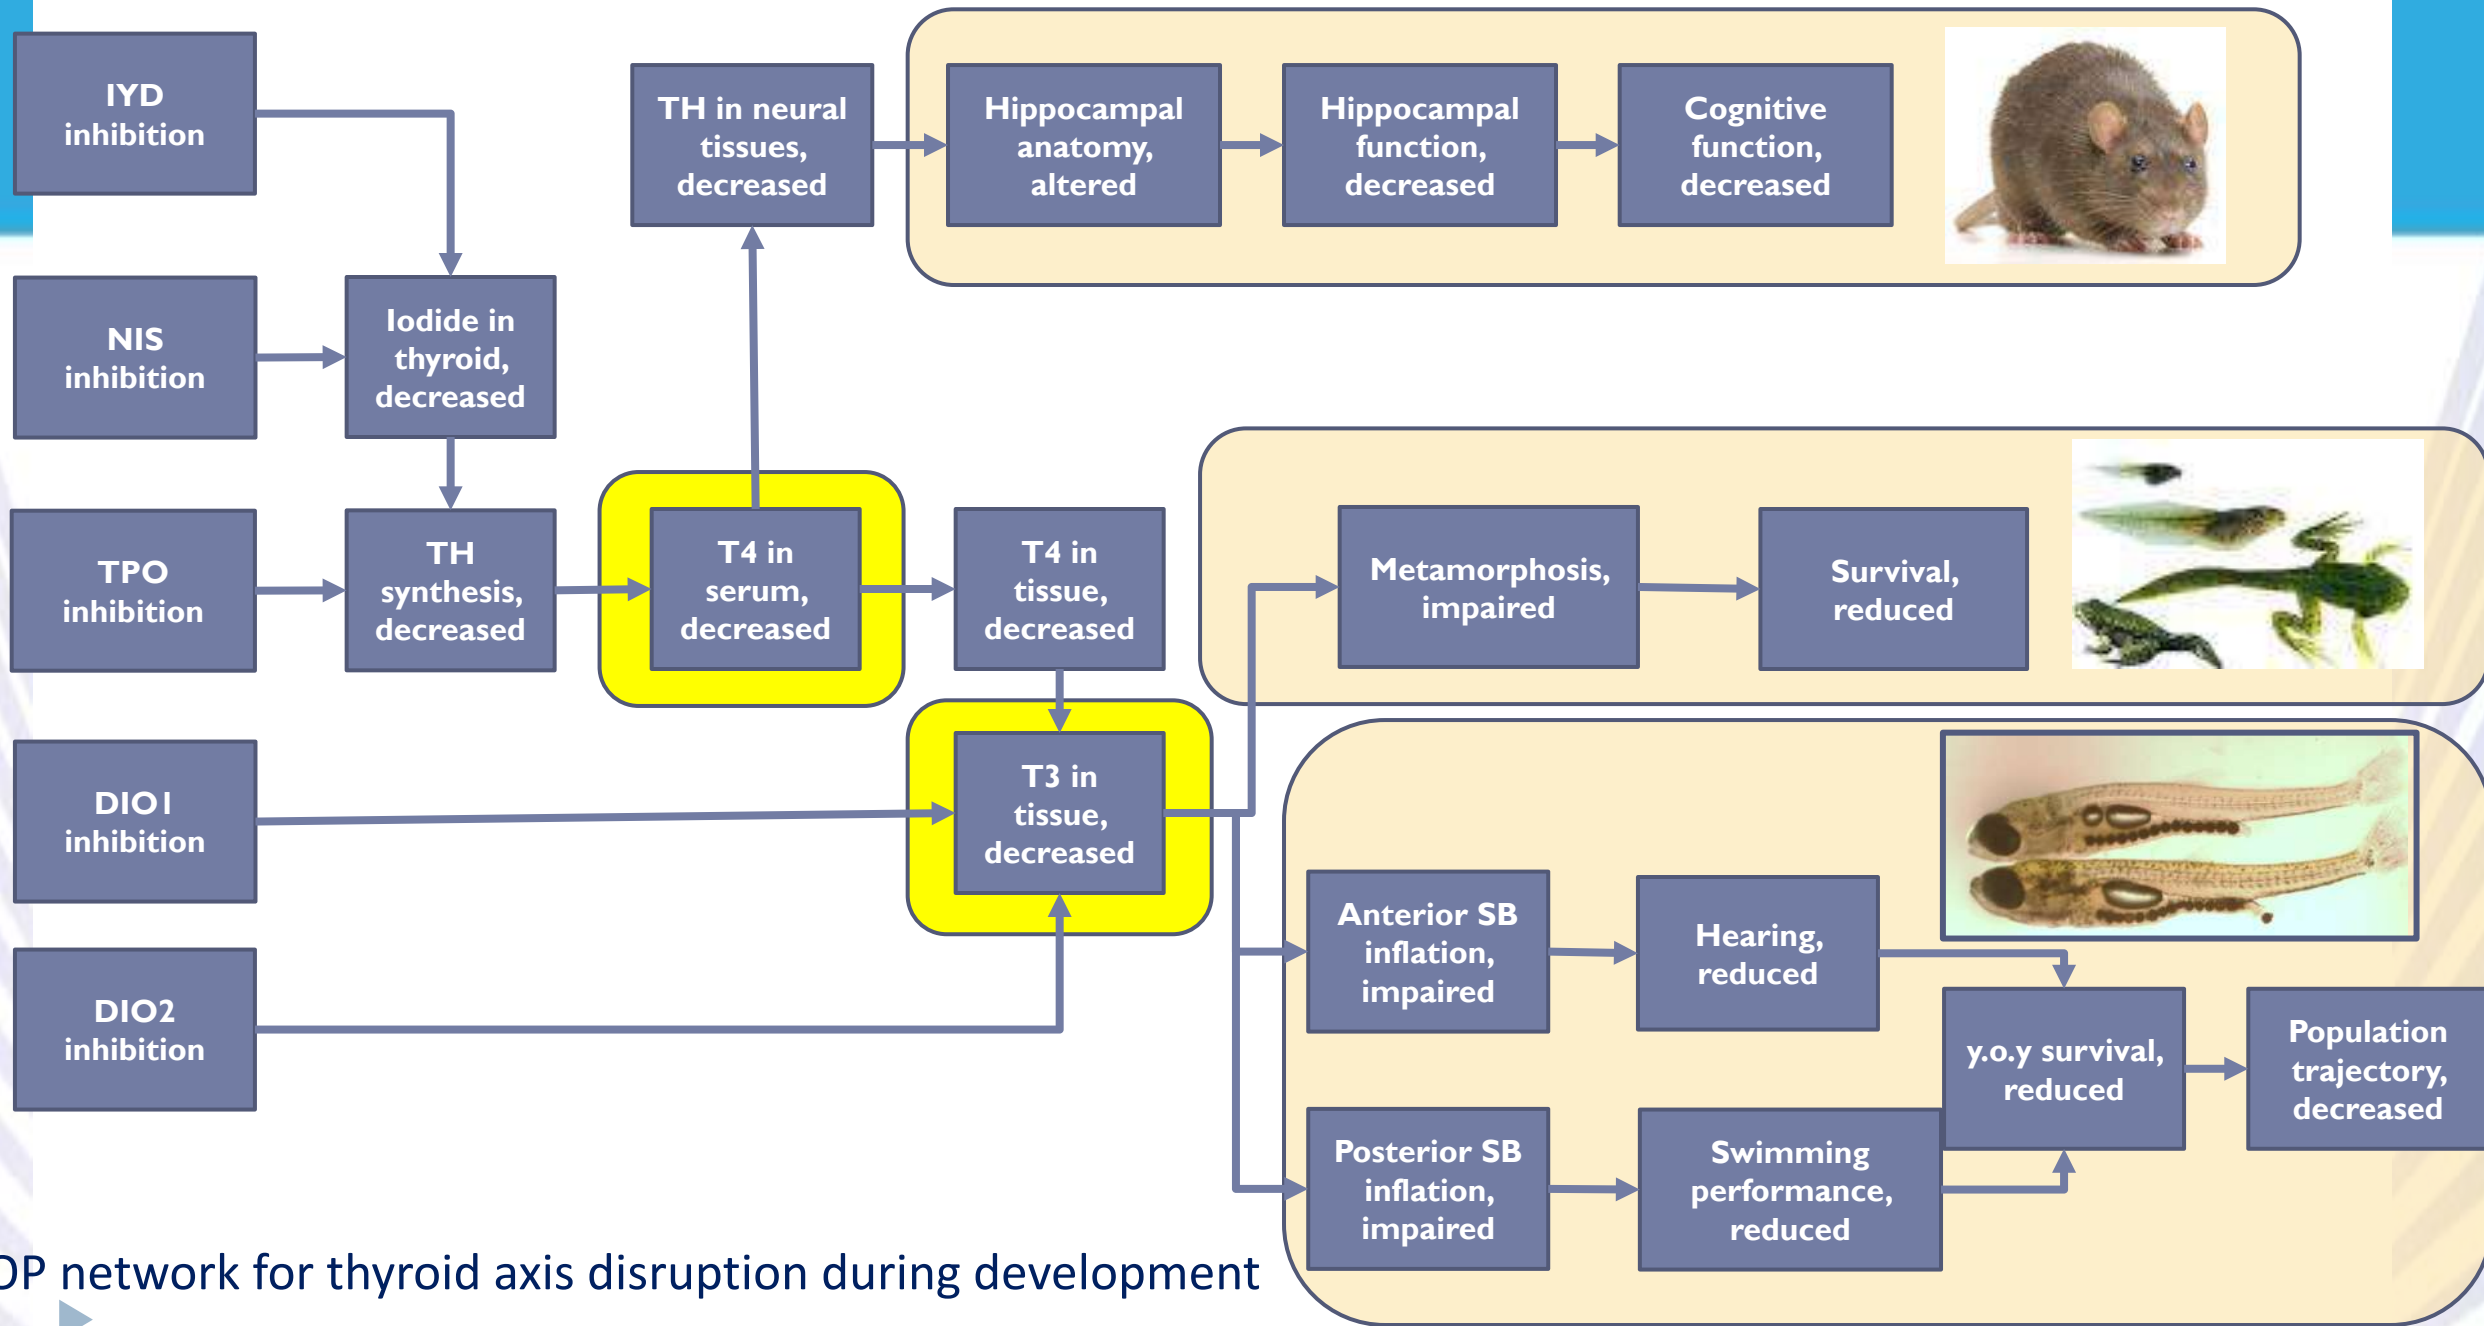 IYD
inhibition
TH in neural
tissues,
decreased
Hippocampal
anatomy,
altered
Hippocampal
function,
decreased
Cognitive
function,
decreased
NIS
inhibition
Iodide in
thyroid,
decreased
TPO
inhibition
TH
synthesis,
decreased
T4 in
serum,
decreased
T4 in
tissue,
decreased
Metamorphosis,
impaired
Survival,
reduced
DIO1
inhibition
T3 in
tissue,
decreased
DIO2
inhibition
Anterior SB
inflation,
impaired
Hearing,
reduced
y.o.y survival,
reduced
Population
trajectory,
decreased
Posterior SB
inflation,
impaired
Swimming
performance,
reduced
OP network for thyroid axis disruption during development